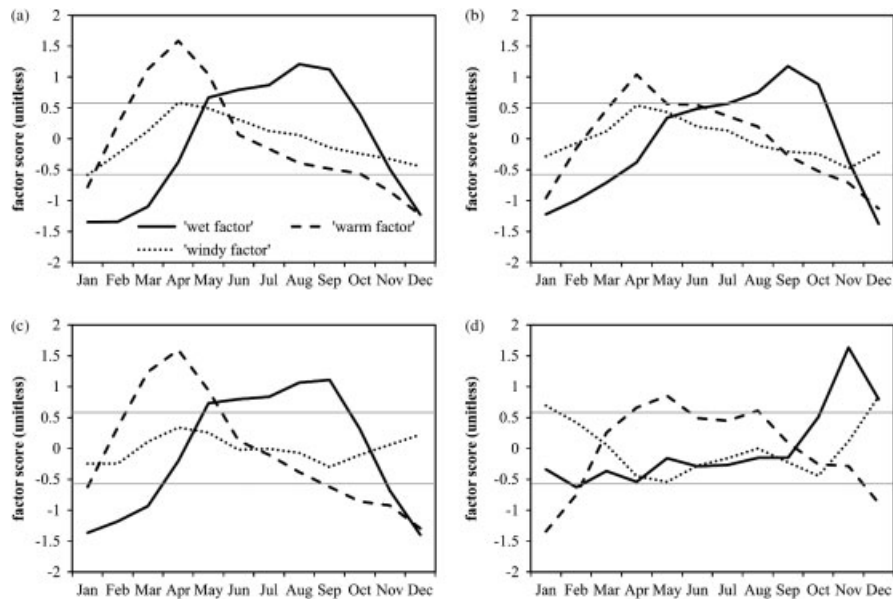 (a)
2
1.5
1
0.5
0
-0.5
-1
-1.5
-2
factor score (unitless)
'wet factor' 'warm factor'
'windy factor'
Jan Feb Mar Apr May Jun Jul Aug Sep Oct Nov Dec
(b)
2
1.5
1
0.5
0
-0.5
-1
-1.5
-2
factor score (unitless)
Jan Feb Mar Apr May Jun Jul Aug Sep Oct Nov Dec
(c)
2
1.5
1
0.5
0
-0.5
-1
-1.5
-2
factor score (unitless)
Jan Feb Mar Apr May Jun Jul Aug Sep Oct Nov Dec
(d)
2
1.5
1
0.5
0
-0.5
-1
-1.5
-2
factor score (unitless)
Jan Feb Mar Apr May Jun Jul Aug Sep Oct Nov Dec